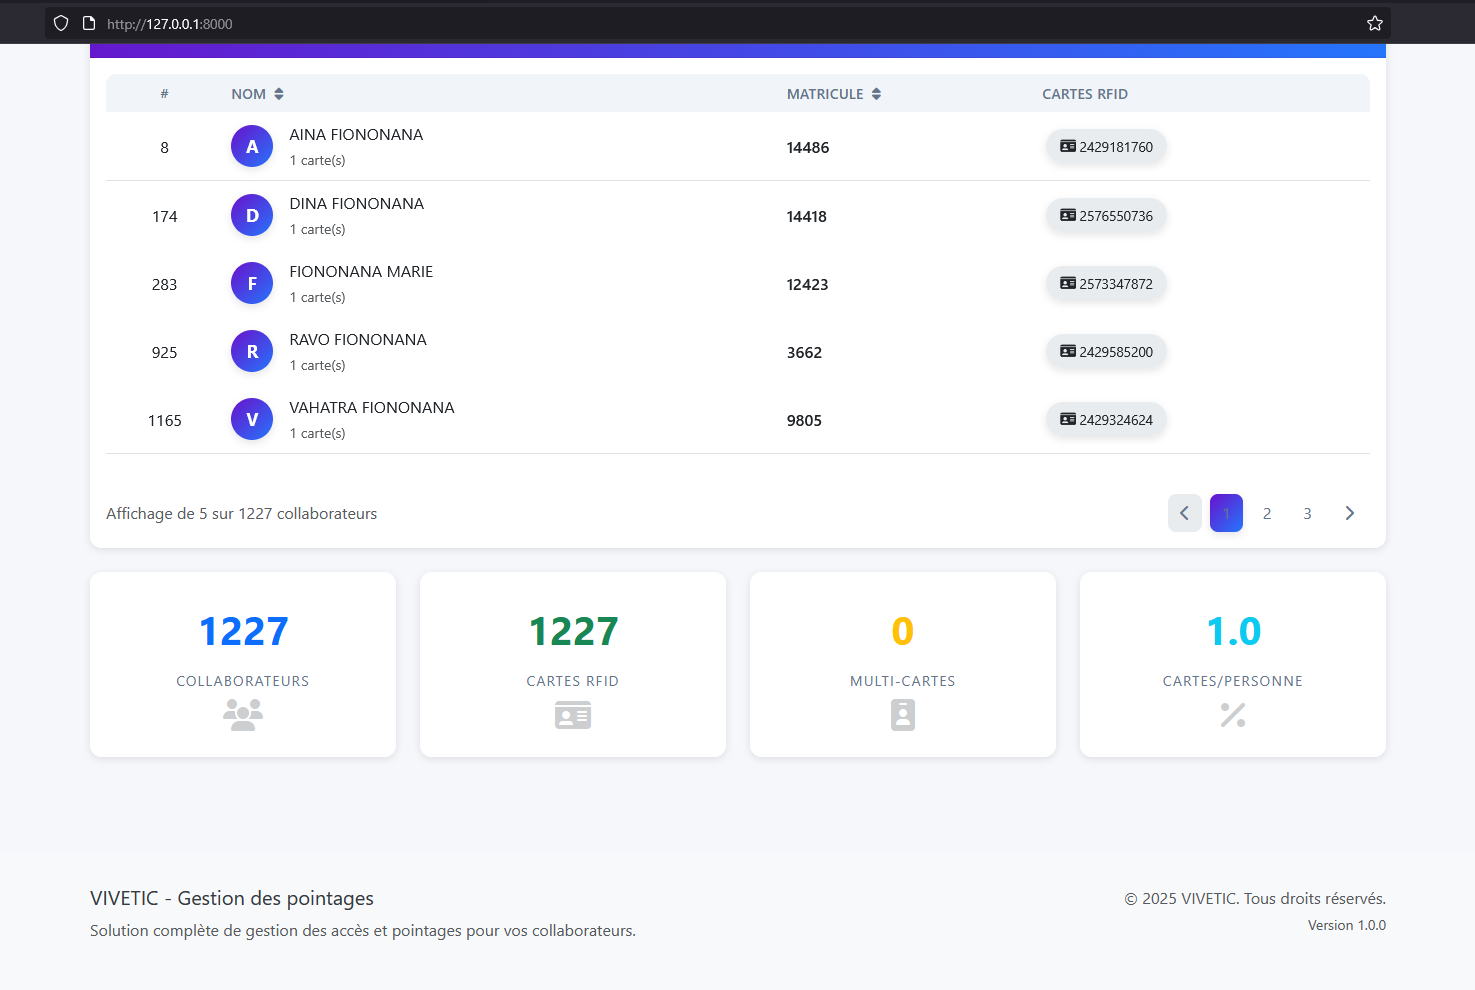 http://127.0.0.1:8000
# NOM MATRICULE CARTES RFID
8 A AINA FIONONANA 14486 2429181760
1 carte(s)
174 D DINA FIONONANA 14418 2576550736
1 carte(s)
283 F FIONONANA MARIE 12423 2573347872
1 carte(s)
925 R RAVO FIONONANA 3662 2429585200
1 carte(s)
1165 V VAHATRA FIONONANA 9805 2429324624
1 carte(s)
Affichage de 5 sur 1227 collaborateurs 1 2 3
1227
COLLABORATEURS
1227
CARTES RFID
0
MULTI-CARTES
1.0
CARTES/PERSONNE
VIVETIC - Gestion des pointages
Solution complète de gestion des accès et pointages pour vos collaborateurs.
© 2025 VIVETIC. Tous droits réservés.
Version 1.0.0